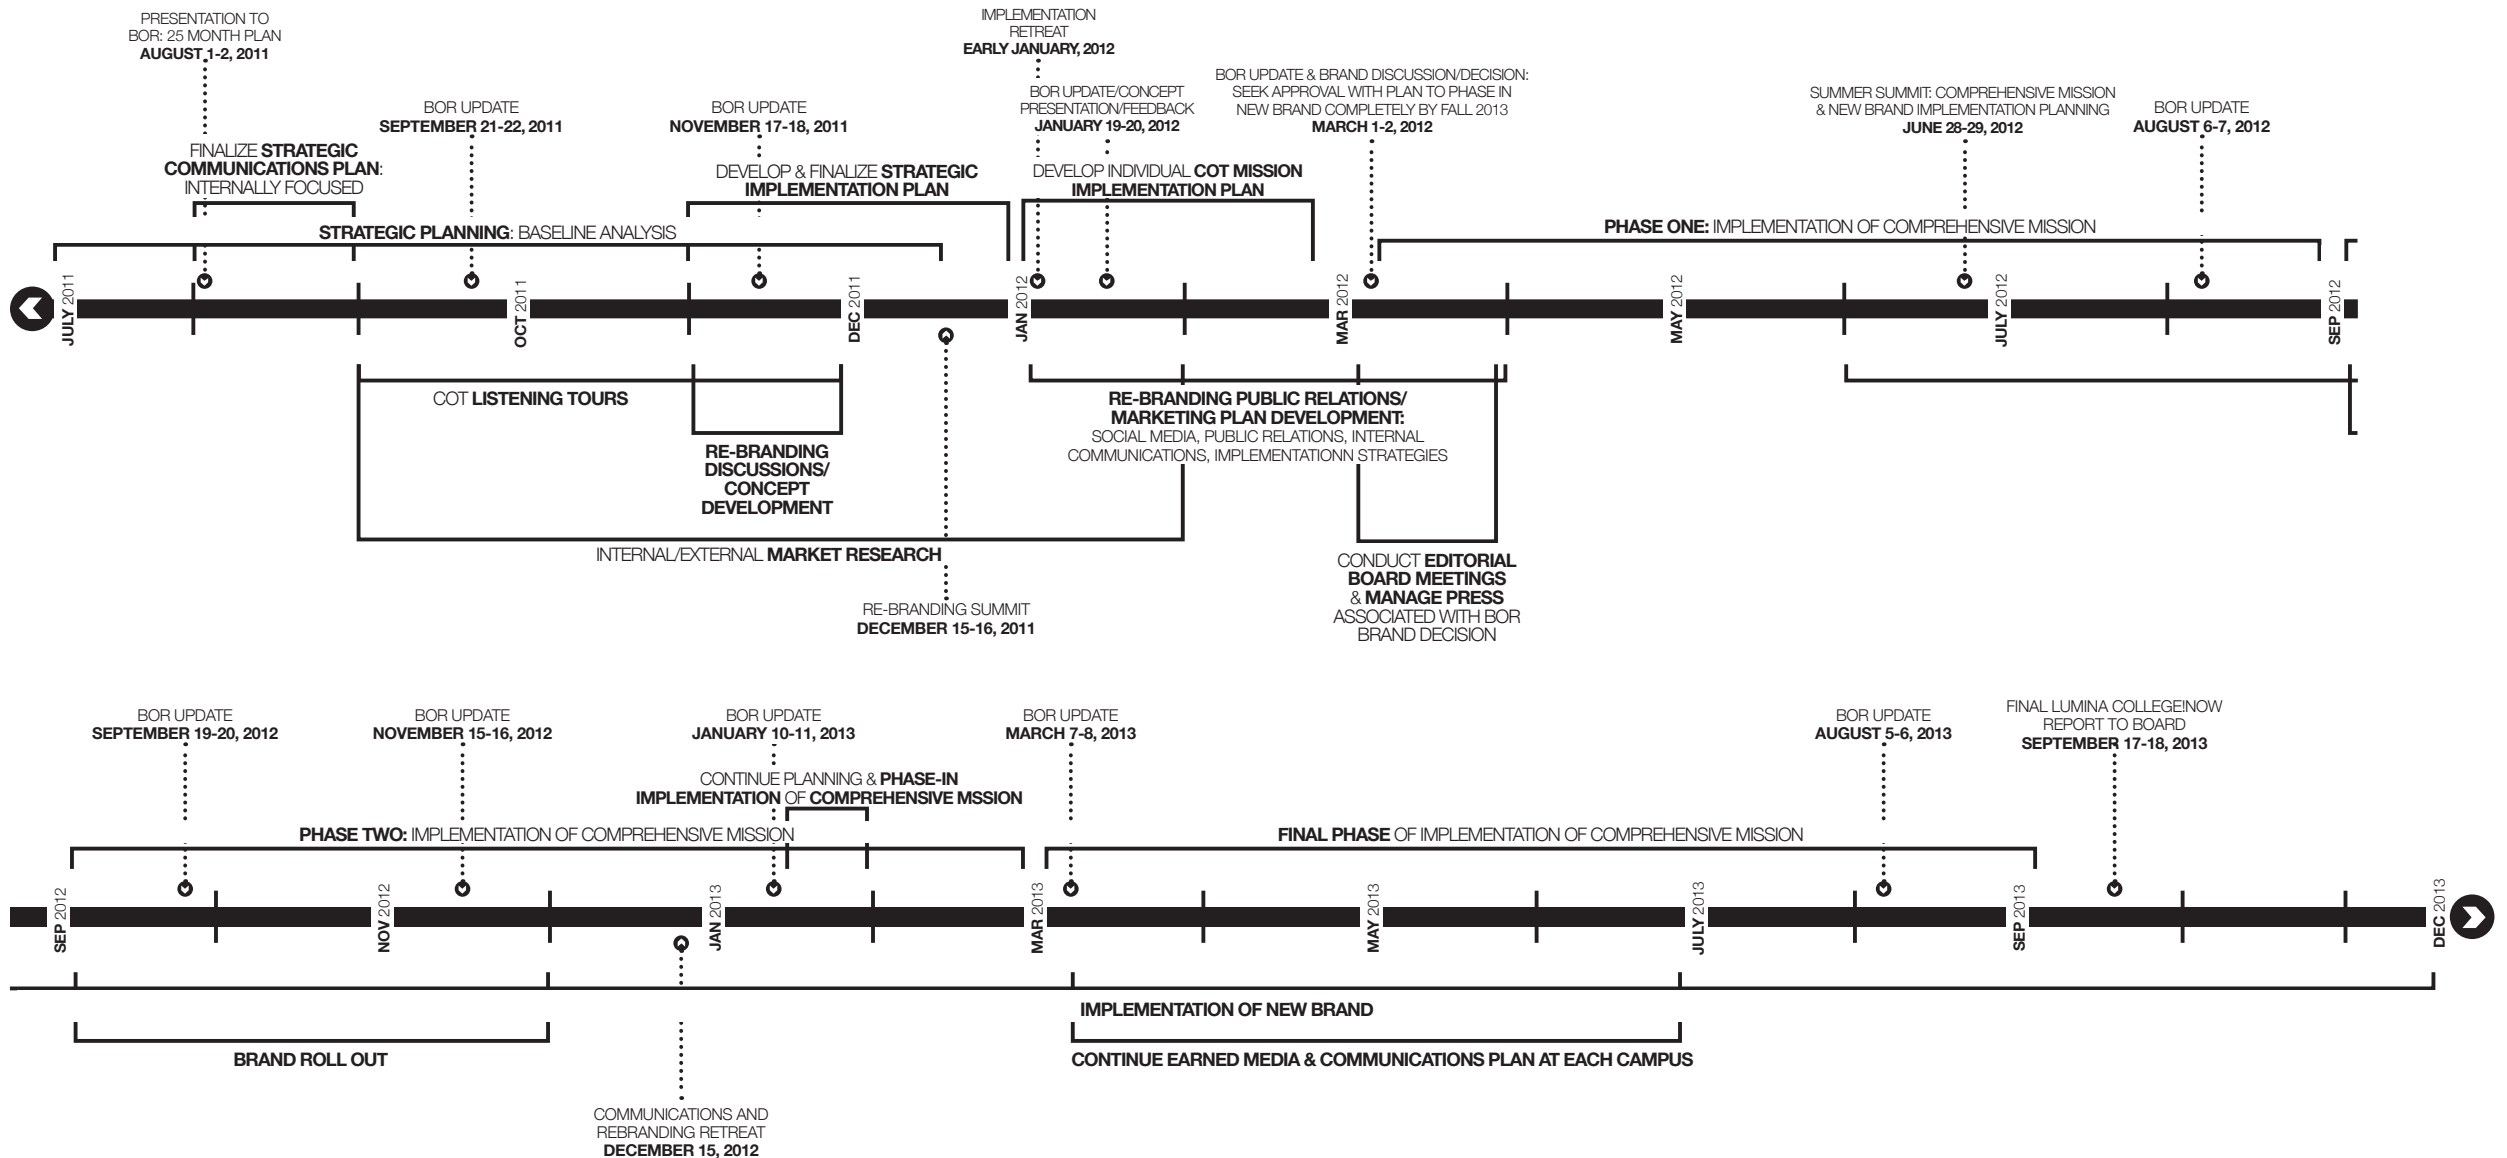 PRESENTATION TO
BOR: 25 MONTH PLAN
AUGUST 1-2, 2011
IMPLEMENTATION
RETREAT
EARLY JANUARY, 2012
BOR UPDATE
SEPTEMBER 21-22, 2011
BOR UPDATE
NOVEMBER 17-18, 2011
BOR UPDATE/CONCEPT
PRESENTATION/FEEDBACK
JANUARY 19-20, 2012
BOR UPDATE & BRAND DISCUSSION/DECISION:
SEEK APPROVAL WITH PLAN TO PHASE IN
NEW BRAND COMPLETELY BY FALL 2013
MARCH 1-2, 2012
SUMMER SUMMIT: COMPREHENSIVE MISSION
& NEW BRAND IMPLEMENTATION PLANNING
JUNE 28-29, 2012
BOR UPDATE
AUGUST 6-7, 2012
FINALIZE STRATEGIC
COMMUNICATIONS PLAN:
INTERNALLY FOCUSED
DEVELOP & FINALIZE STRATEGIC
IMPLEMENTATION PLAN
DEVELOP INDIVIDUAL COT MISSION
IMPLEMENTATION PLAN
STRATEGIC PLANNING: BASELINE ANALYSIS
PHASE ONE: IMPLEMENTATION OF COMPREHENSIVE MISSION
JULY 2011
OCT 2011
DEC 2011
JAN 2012
MAR 2012
MAY 2012
JULY 2012
SEP 2012
COT LISTENING TOURS
RE-BRANDING
DISCUSSIONS/
CONCEPT
DEVELOPMENT
RE-BRANDING PUBLIC RELATIONS/
MARKETING PLAN DEVELOPMENT:
SOCIAL MEDIA, PUBLIC RELATIONS, INTERNAL
COMMUNICATIONS, IMPLEMENTATIONN STRATEGIES
INTERNAL/EXTERNAL MARKET RESEARCH
CONDUCT EDITORIAL
BOARD MEETINGS
& MANAGE PRESS
ASSOCIATED WITH BOR
BRAND DECISION
RE-BRANDING SUMMIT
DECEMBER 15-16, 2011
BOR UPDATE
SEPTEMBER 19-20, 2012
BOR UPDATE
NOVEMBER 15-16, 2012
BOR UPDATE
JANUARY 10-11, 2013
BOR UPDATE
MARCH 7-8, 2013
BOR UPDATE
AUGUST 5-6, 2013
FINAL LUMINA COLLEGE!NOW
REPORT TO BOARD
SEPTEMBER 17-18, 2013
CONTINUE PLANNING & PHASE-IN
IMPLEMENTATION OF COMPREHENSIVE MSSION
PHASE TWO: IMPLEMENTATION OF COMPREHENSIVE MISSION
FINAL PHASE OF IMPLEMENTATION OF COMPREHENSIVE MISSION
SEP 2012
NOV 2012
JAN 2013
MAR 2013
MAY 2013
JULY 2013
SEP 2013
DEC 2013
IMPLEMENTATION OF NEW BRAND
BRAND ROLL OUT
CONTINUE EARNED MEDIA & COMMUNICATIONS PLAN AT EACH CAMPUS
COMMUNICATIONS AND
REBRANDING RETREAT
DECEMBER 15, 2012